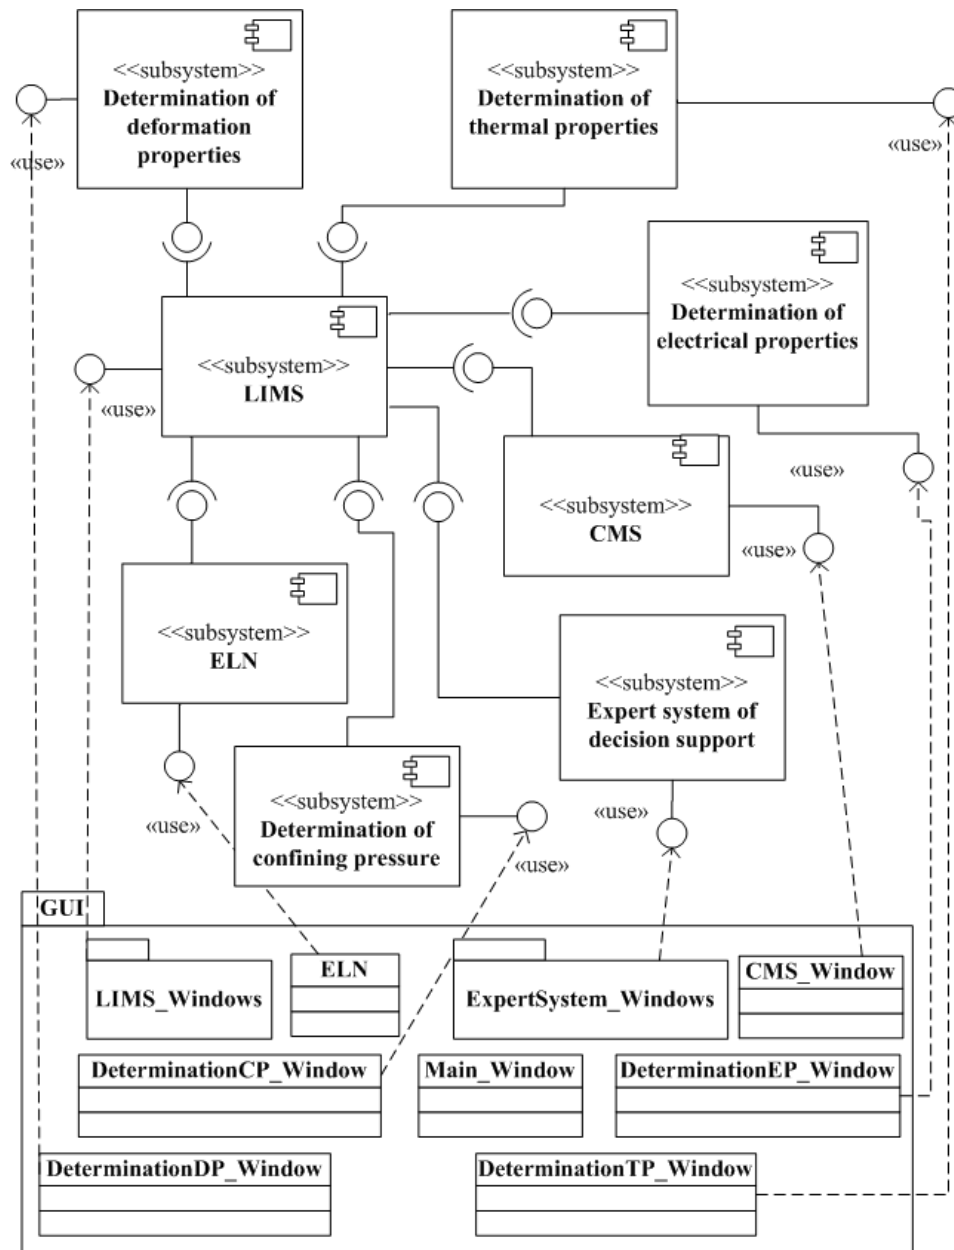 <<subsystem>>
Determination of
deformation
properties
<<subsystem>>
Determination of
thermal properties
«use»
«use»
<<subsystem>>
Determination of
electrical properties
<<subsystem>>
LIMS
«use»
«use»
<<subsystem>>
CMS
«use»
<<subsystem>>
ELN
<<subsystem>>
Expert system of
decision support
<<subsystem>>
Determination of
confining pressure
«use»
«use»
«use»
GUI
LIMS_Windows
ELN
ExpertSystem_Windows
CMS_Window
DeterminationCP_Window
Main_Window
DeterminationEP_Window
DeterminationDP_Window
DeterminationTP_Window